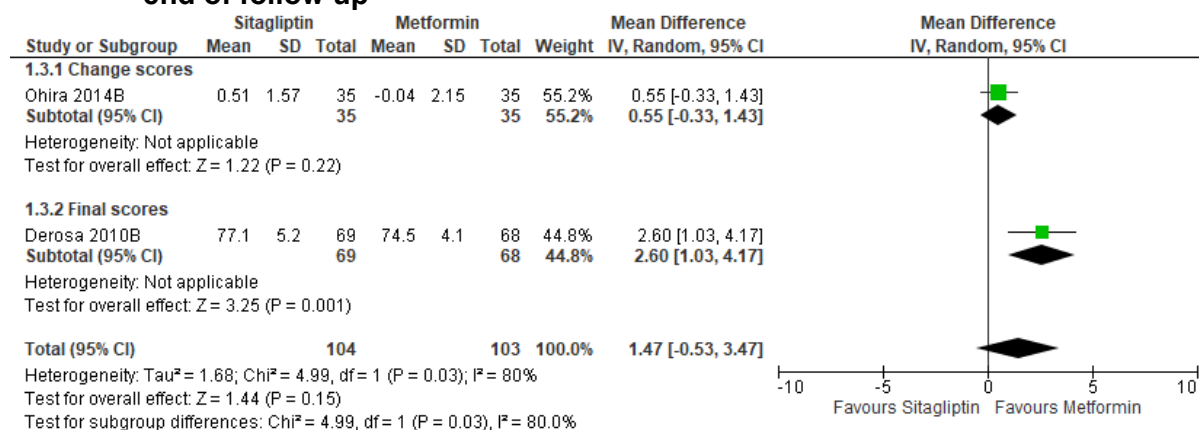 end of follow up
Sitagliptin Metformin Mean Difference Mean Difference
Study or Subgroup Mean SD Total Mean SD Total Weight IV, Random, 95% CI IV, Random, 95% CI
1.3.1 Change scores
Ohira 2014B 0.51 1.57 35 -0.04 2.15 35 55.2% 0.55 [-0.33, 1.43]
Subtotal (95% CI) 35 35 55.2% 0.55 [-0.33, 1.43]
Heterogeneity: Not applicable
Test for overall effect: Z = 1.22 (P = 0.22)
1.3.2 Final scores
Derosa 2010B 77.1 5.2 69 74.5 4.1 68 44.8% 2.60 [1.03, 4.17]
Subtotal (95% CI) 69 68 44.8% 2.60 [1.03, 4.17]
Heterogeneity: Not applicable
Test for overall effect: Z = 3.25 (P = 0.001)
Total (95% CI) 104 103 100.0% 1.47 [-0.53, 3.47]
Heterogeneity: Tau² = 1.68; Chi² = 4.99, df = 1 (P = 0.03); I² = 80%
Test for overall effect: Z = 1.44 (P = 0.15)
Test for subgroup differences: Chi² = 4.99, df = 1 (P = 0.03), I² = 80.0%
-10 -5 0 5 10
Favours Sitagliptin Favours Metformin